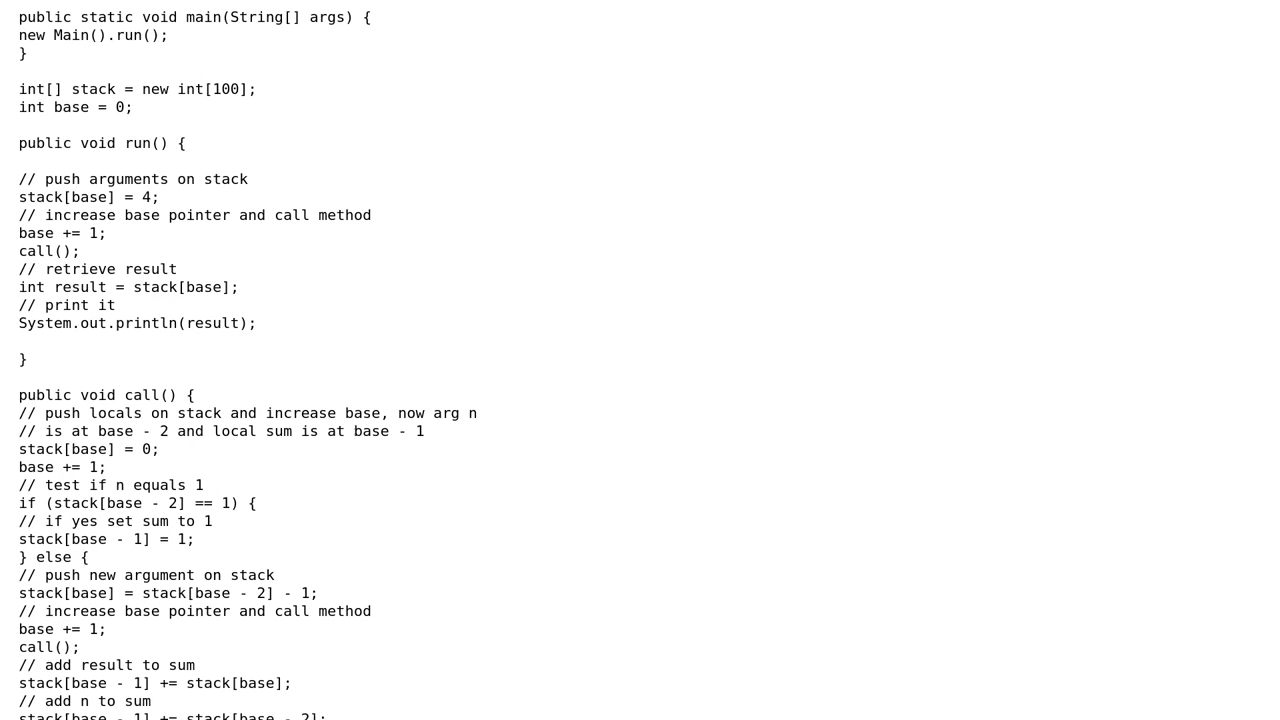 public static void main(String[] args) {
new Main().run();
}

int[] stack = new int[100];
int base = 0;

public void run() {

// push arguments on stack
stack[base] = 4;
// increase base pointer and call method
base += 1;
call();
// retrieve result
int result = stack[base];
// print it
System.out.println(result);

}

public void call() {
// push locals on stack and increase base, now arg n
// is at base - 2 and local sum is at base - 1
stack[base] = 0;
base += 1;
// test if n equals 1
if (stack[base - 2] == 1) {
// if yes set sum to 1
stack[base - 1] = 1;
} else {
// push new argument on stack
stack[base] = stack[base - 2] - 1;
// increase base pointer and call method
base += 1;
call();
// add result to sum
stack[base - 1] += stack[base];
// add n to sum
stack[base - 1] += stack[base - 2];